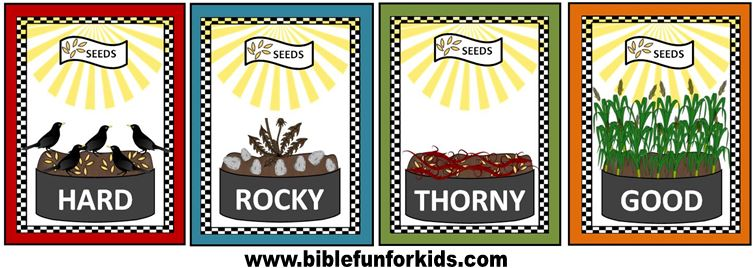 SEEDS
HARD
SEEDS
ROCKY
SEEDS
THORNY
SEEDS
GOOD
www.biblefunforkids.com